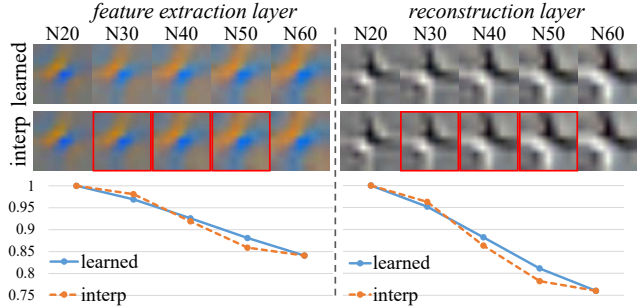 feature extraction layer reconstruction layer
N20 N30 N40 N50 N60 N20 N30 N40 N50 N60
learned
interp
1
0.95
0.9
0.85
0.8
0.75
learned
interp
learned
interp